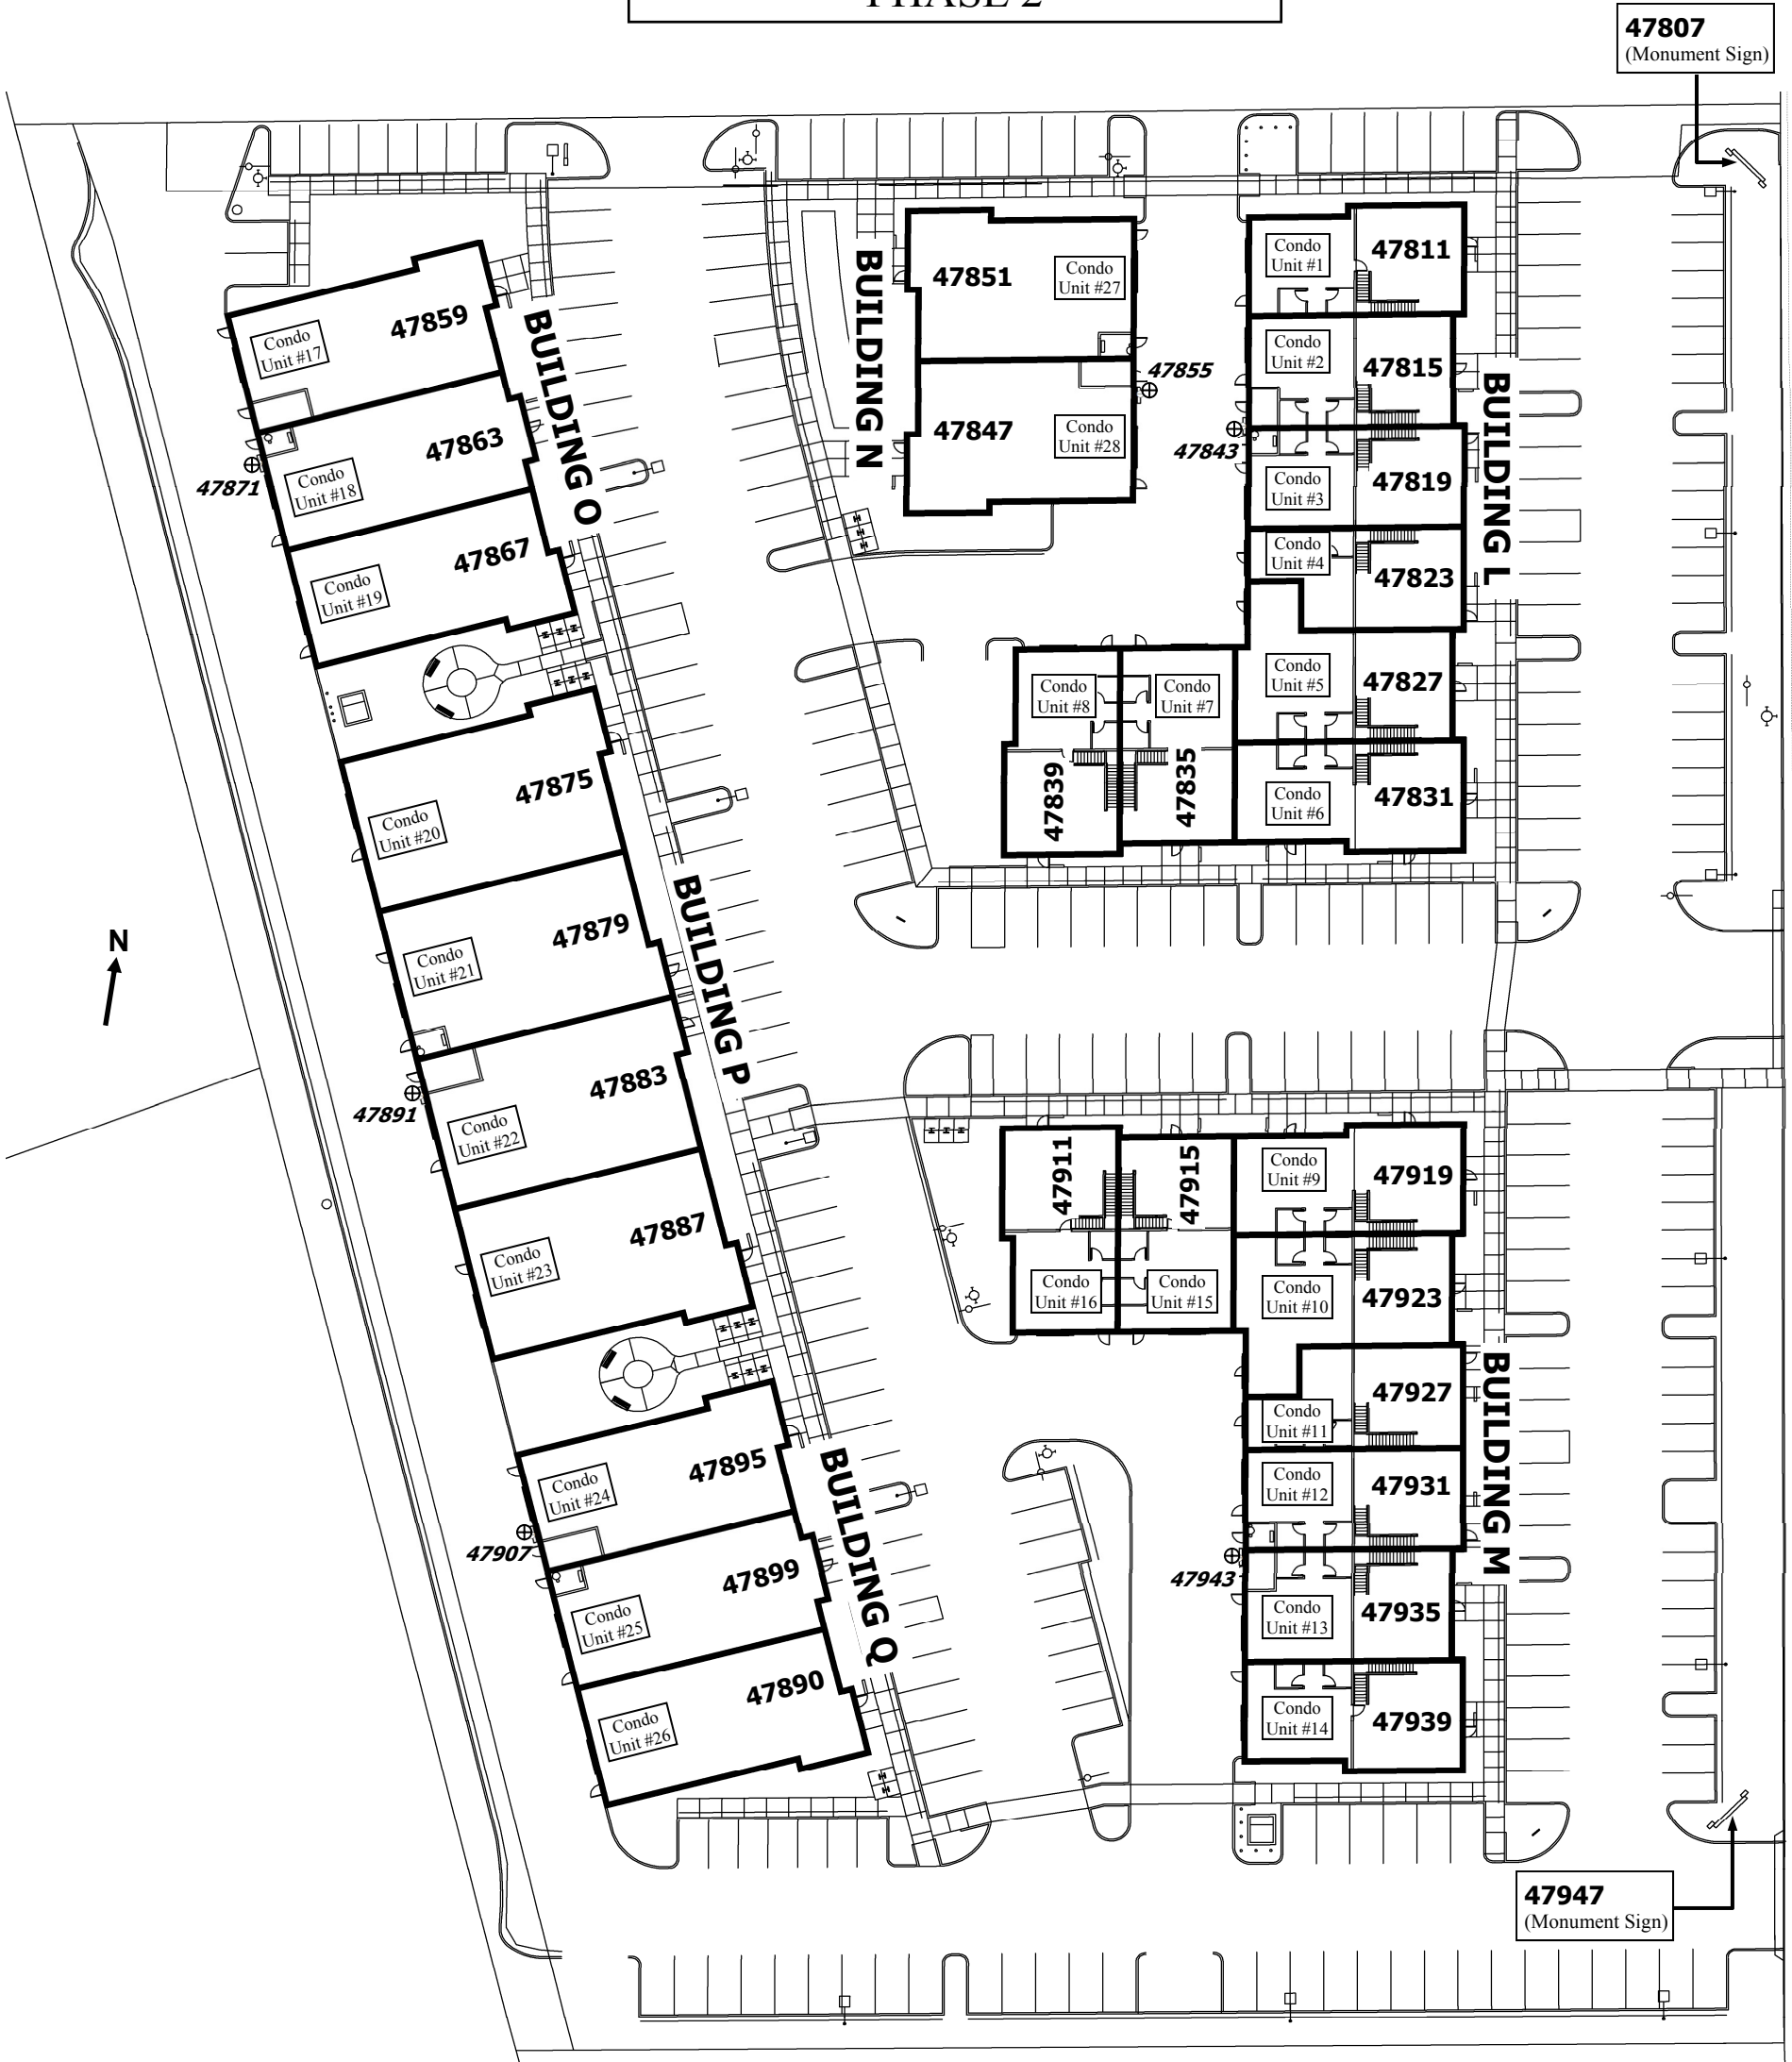 PHASE 2
47807
(Monument Sign)
BUILDING O
47859
Condo
Unit #17
47863
Condo
Unit #18
47871
47867
Condo
Unit #19
BUILDING N
47851
Condo
Unit #27
47855
47847
Condo
Unit #28
BUILDING L
Condo
Unit #1
47811
Condo
Unit #2
47815
47843
Condo
Unit #3
47819
Condo
Unit #4
47823
Condo
Unit #5
47827
Condo
Unit #6
47831
Condo
Unit #7
47835
Condo
Unit #8
47839
N
BUILDING P
47875
Condo
Unit #20
47879
Condo
Unit #21
47883
Condo
Unit #22
47891
47887
Condo
Unit #23
BUILDING M
47911
Condo
Unit #16
47915
Condo
Unit #15
Condo
Unit #9
47919
Condo
Unit #10
47923
47927
Condo
Unit #11
Condo
Unit #12
47931
47943
Condo
Unit #13
47935
Condo
Unit #14
47939
BUILDING Q
47895
Condo
Unit #24
47907
47899
Condo
Unit #25
47890
Condo
Unit #26
47947
(Monument Sign)